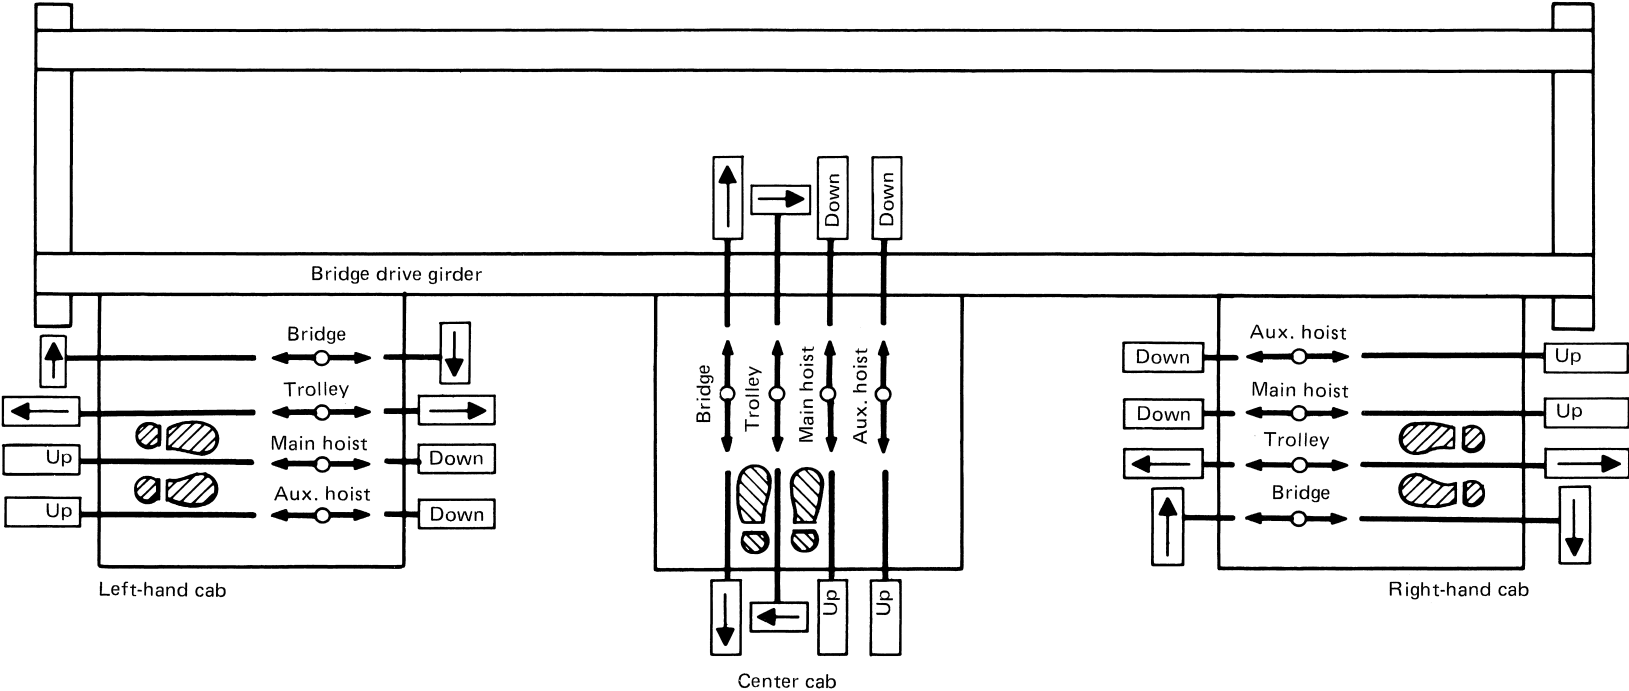 Down
Down
Bridge drive girder
Bridge
Trolley
Main hoist
Aux. hoist
Up
Down
Up
Down
Left-hand cab
Bridge
Trolley
Main hoist
Aux. hoist
Up
Up
Center cab
Aux. hoist
Down
Up
Main hoist
Down
Up
Trolley
Bridge
Right-hand cab